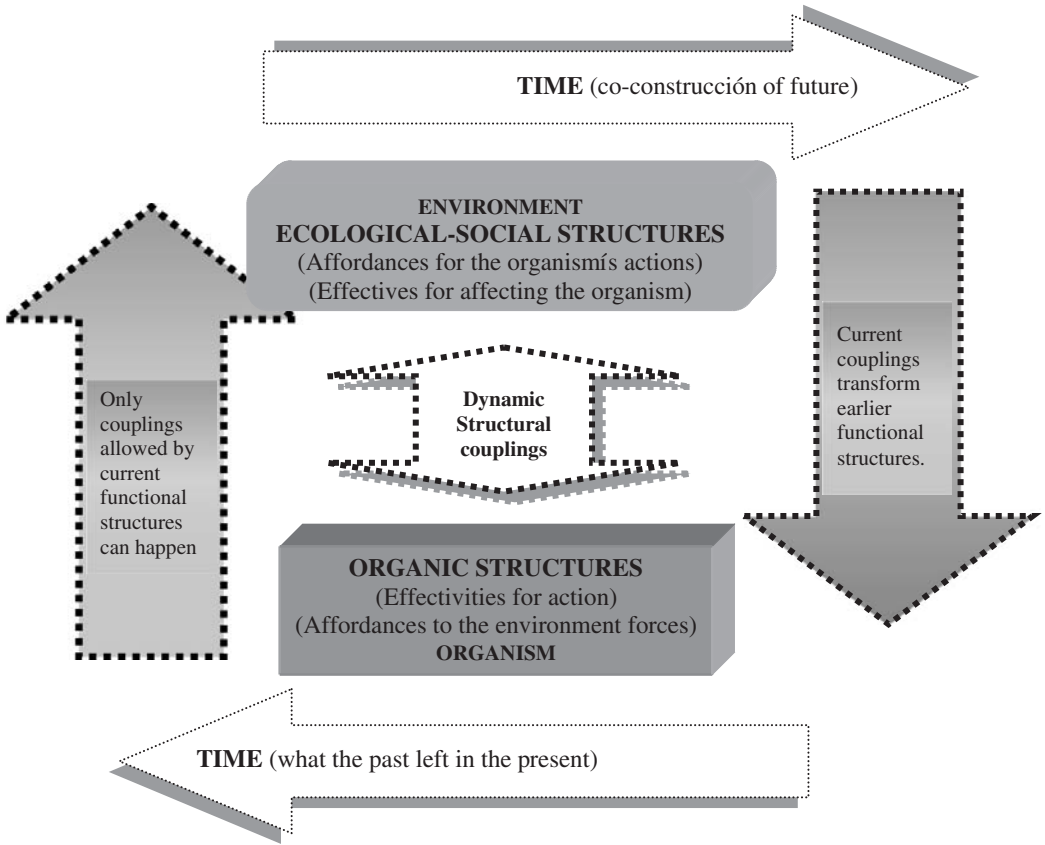 TIME (co-construcción of future)
ENVIRONMENT
ECOLOGICAL-SOCIAL STRUCTURES
(Affordances for the organismís actions)
(Effectives for affecting the organism)
Only
couplings
allowed by
current
functional
structures
can happen
Dynamic
Structural
couplings
Current
couplings
transform
earlier
functional
structures.
ORGANIC STRUCTURES
(Effectivities for action)
(Affordances to the environment forces)
ORGANISM
TIME (what the past left in the present)